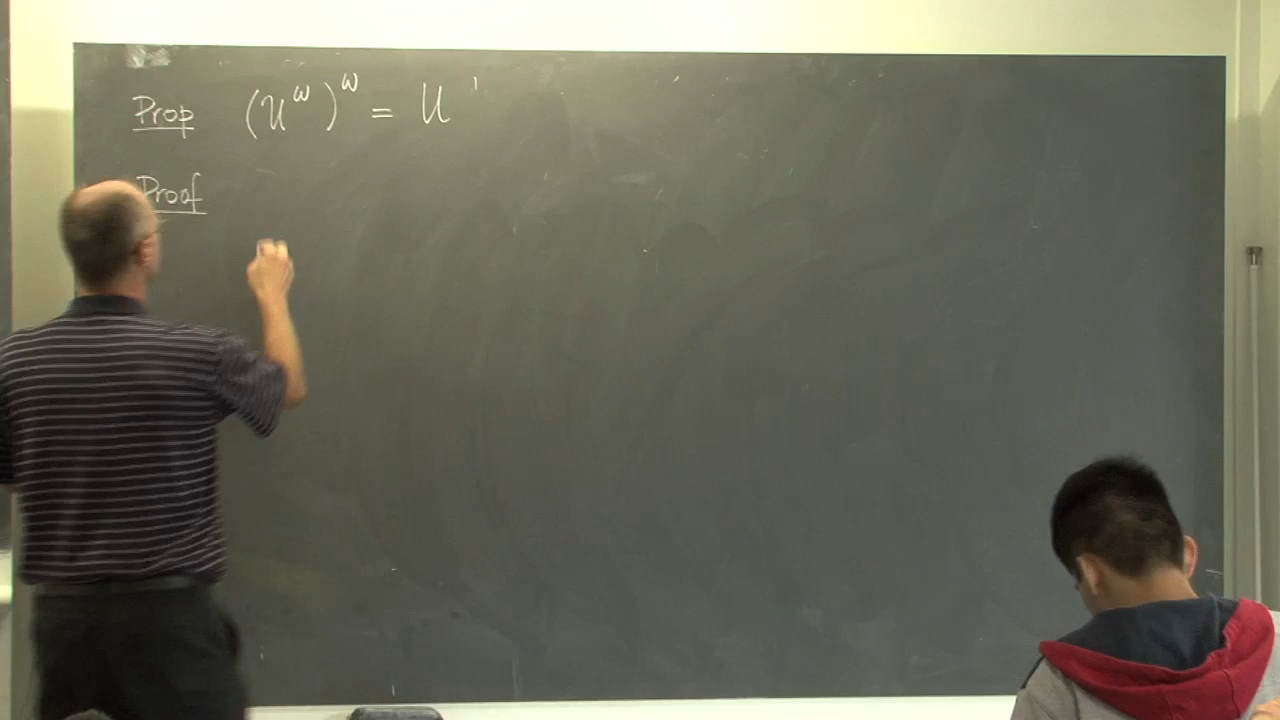 Prop (U^ω)^ω = U
Proof